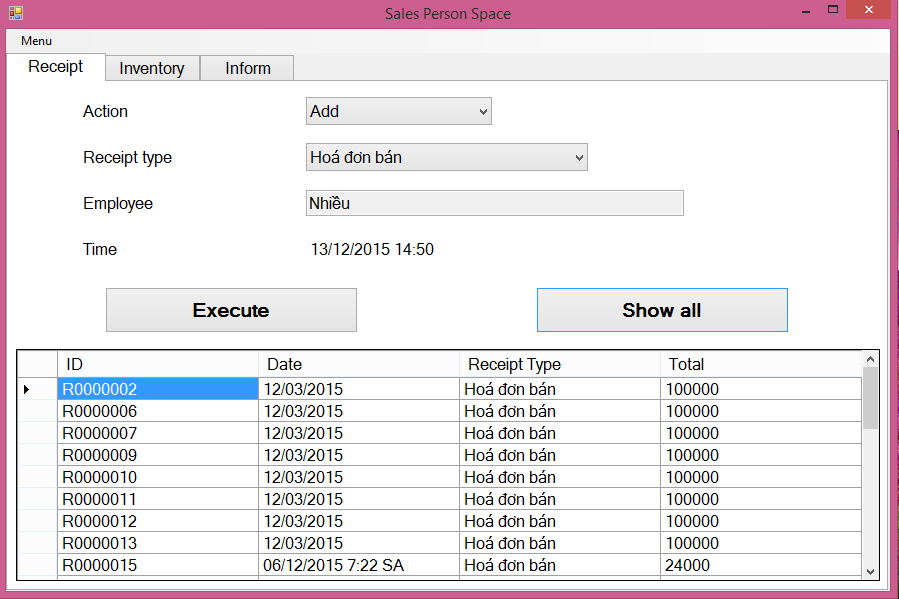 Sales Person Space
Menu
Receipt Inventory Inform
Action Add
Receipt type Hoá đơn bán
Employee Nhiều
Time 13/12/2015 14:50
Execute Show all
ID Date Receipt Type Total
R0000002 12/03/2015 Hoá đơn bán 100000
R0000006 12/03/2015 Hoá đơn bán 100000
R0000007 12/03/2015 Hoá đơn bán 100000
R0000009 12/03/2015 Hoá đơn bán 100000
R0000010 12/03/2015 Hoá đơn bán 100000
R0000011 12/03/2015 Hoá đơn bán 100000
R0000012 12/03/2015 Hoá đơn bán 100000
R0000013 12/03/2015 Hoá đơn bán 100000
R0000015 06/12/2015 7:22 SA Hoá đơn bán 24000